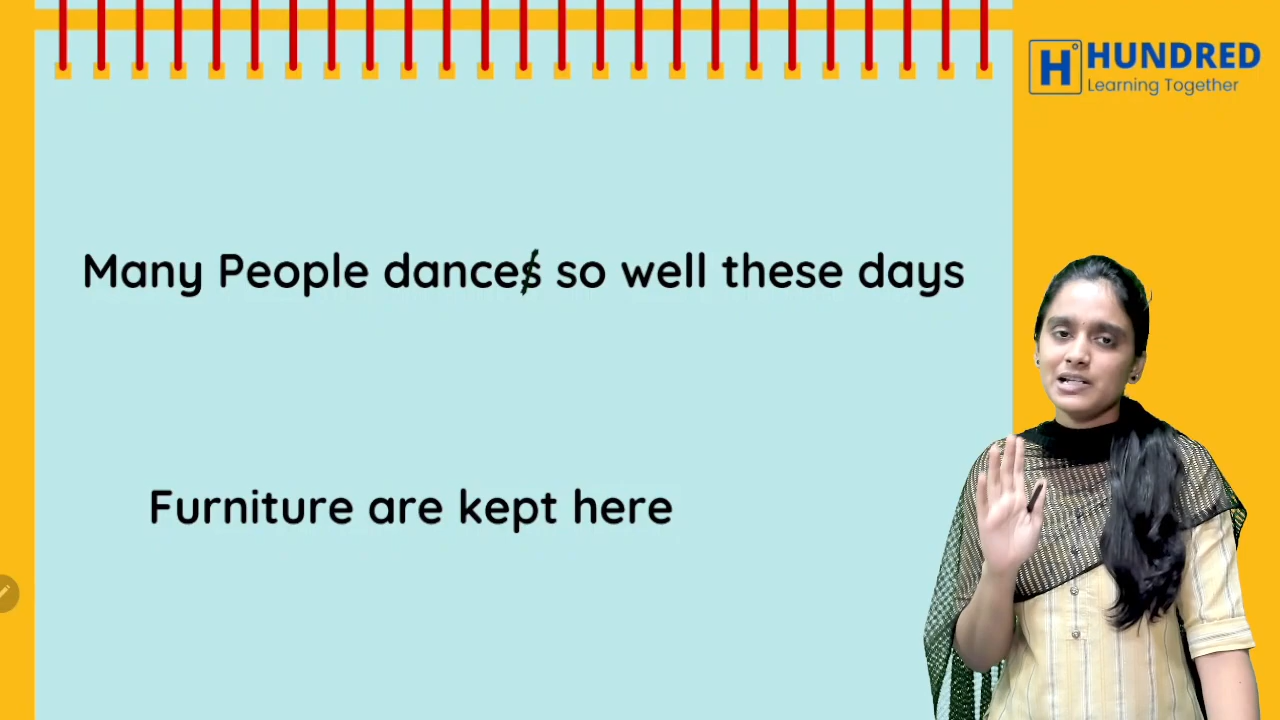 HUNDRED
Learning Together
Many People dances so well these days
Furniture are kept here